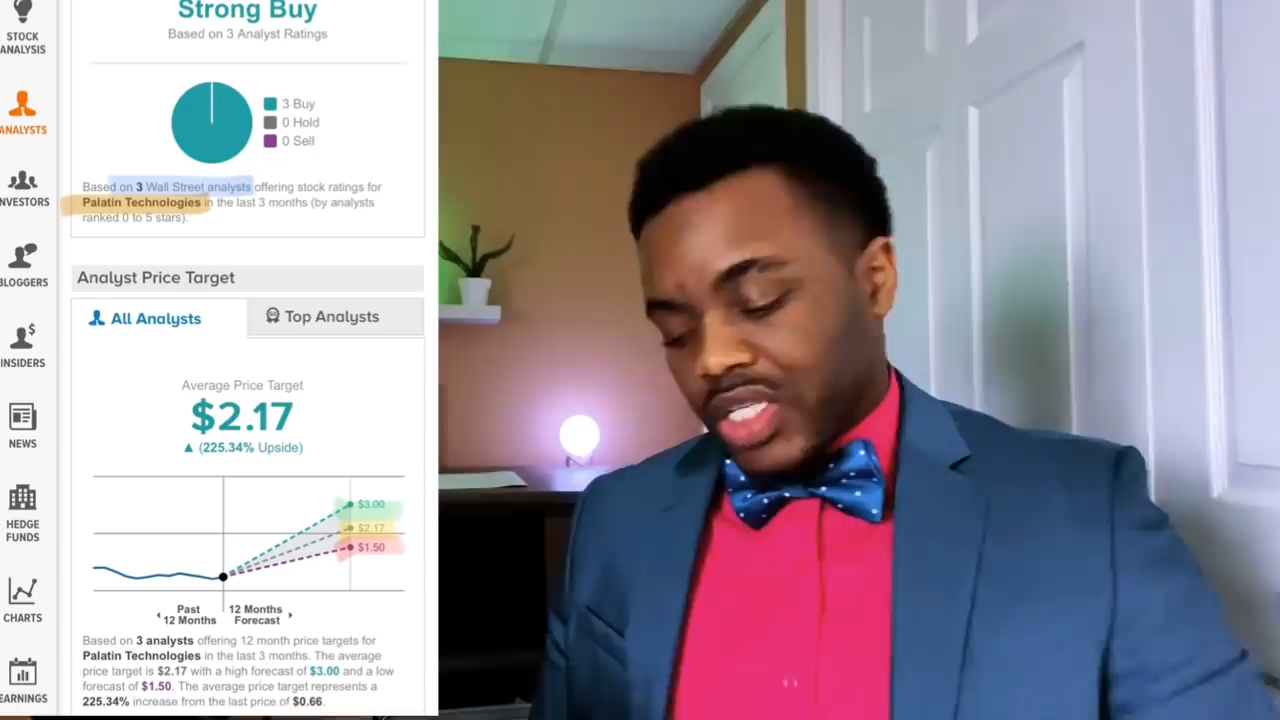 Strong Buy
Based on 3 Analyst Ratings
3 Buy
0 Hold
0 Sell
Based on 3 Wall Street analysts offering stock ratings for
Palatin Technologies in the last 3 months (by analysts
ranked 0 to 5 stars).
Analyst Price Target
All Analysts
Top Analysts
Average Price Target
$2.17
▲ (225.34% Upside)
$3.00
$2.17
$1.50
Past
12 Months
12 Months
Forecast
Based on 3 analysts offering 12 month price targets for
Palatin Technologies in the last 3 months. The average
price target is $2.17 with a high forecast of $3.00 and a low
forecast of $1.50. The average price target represents a
225.34% increase from the last price of $0.66.
STOCK
ANALYSIS
ANALYSTS
NVESTORS
BLOGGERS
INSIDERS
NEWS
HEDGE
FUNDS
CHARTS
EARNINGS